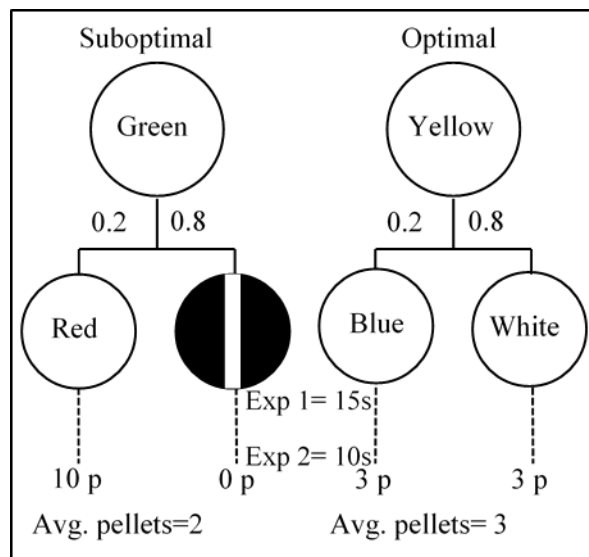 Suboptimal Optimal
Green Yellow
0.2 0.8 0.2 0.8
Red Blue White
Exp 1= 15s
Exp 2= 10s
10 p 0 p 3 p 3 p
Avg. pellets=2 Avg. pellets= 3